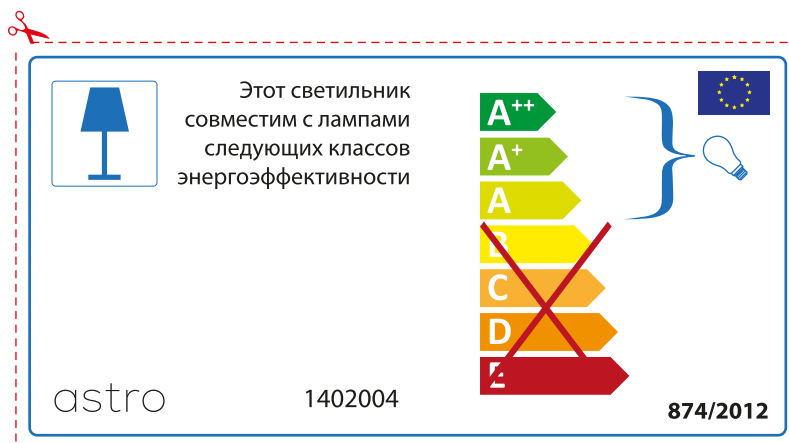 Этот светильник
совместим с лампами
следующих классов
энергоэффективности
A++
A+
A
B
C
D
E
astro
1402004
874/2012